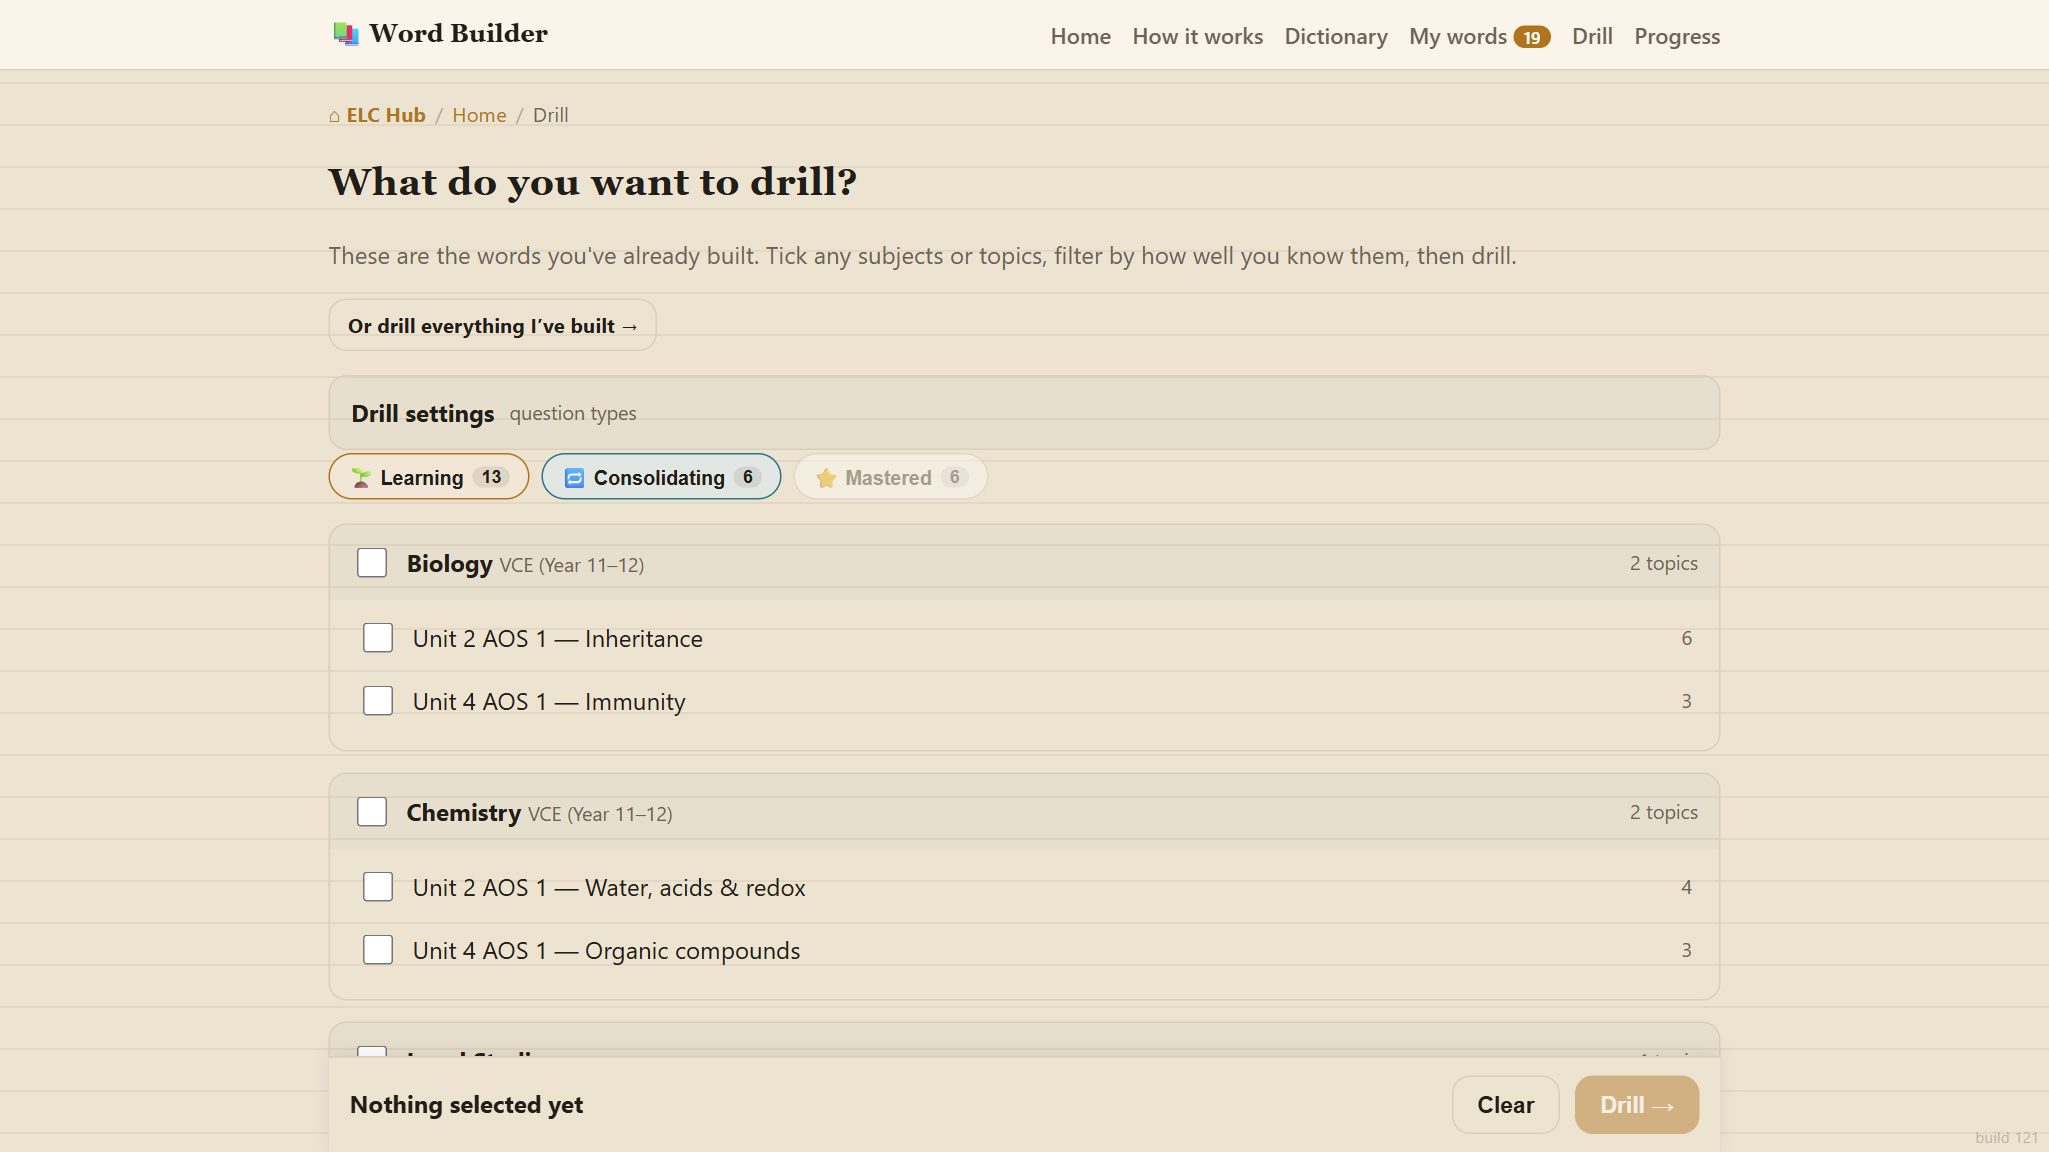 Word Builder
Home How it works Dictionary My words 19 Drill Progress
⌂ ELC Hub / Home / Drill
What do you want to drill?
These are the words you've already built. Tick any subjects or topics, filter by how well you know them, then drill.
Or drill everything I’ve built →
Drill settings question types
Learning 13 Consolidating 6 Mastered 6
Biology VCE (Year 11–12) 2 topics
Unit 2 AOS 1 — Inheritance 6
Unit 4 AOS 1 — Immunity 3
Chemistry VCE (Year 11–12) 2 topics
Unit 2 AOS 1 — Water, acids & redox 4
Unit 4 AOS 1 — Organic compounds 3
Nothing selected yet Clear Drill →
build 121